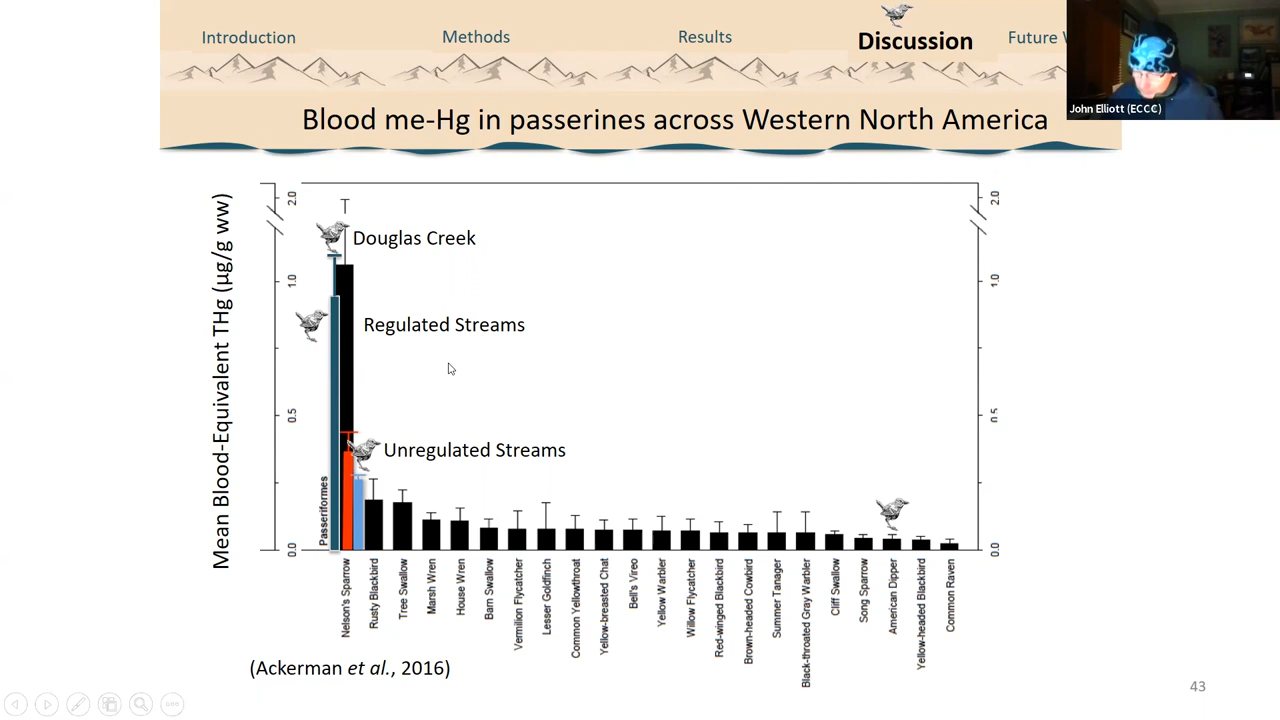 Introduction
Methods
Results
Discussion
Future
John Elliott (ECCC)
Blood me-Hg in passerines across Western North America
Mean Blood-Equivalent THg (µg/g ww)
2.0
1.0
0.5
0.0
Douglas Creek
Regulated Streams
Unregulated Streams
Passeriformes
2.0
1.0
0.5
0.0
Nelson's Sparrow
Rusty Blackbird
Tree Swallow
Marsh Wren
House Wren
Barn Swallow
Vermilion Flycatcher
Lesser Goldfinch
Common Yellowthroat
Yellow-breasted Chat
Bell's Vireo
Yellow Warbler
Willow Flycatcher
Red-winged Blackbird
Brown-headed Cowbird
Summer Tanager
Black-throated Gray Warbler
Cliff Swallow
Song Sparrow
American Dipper
Yellow-headed Blackbird
Common Raven
(Ackerman et al., 2016)
43